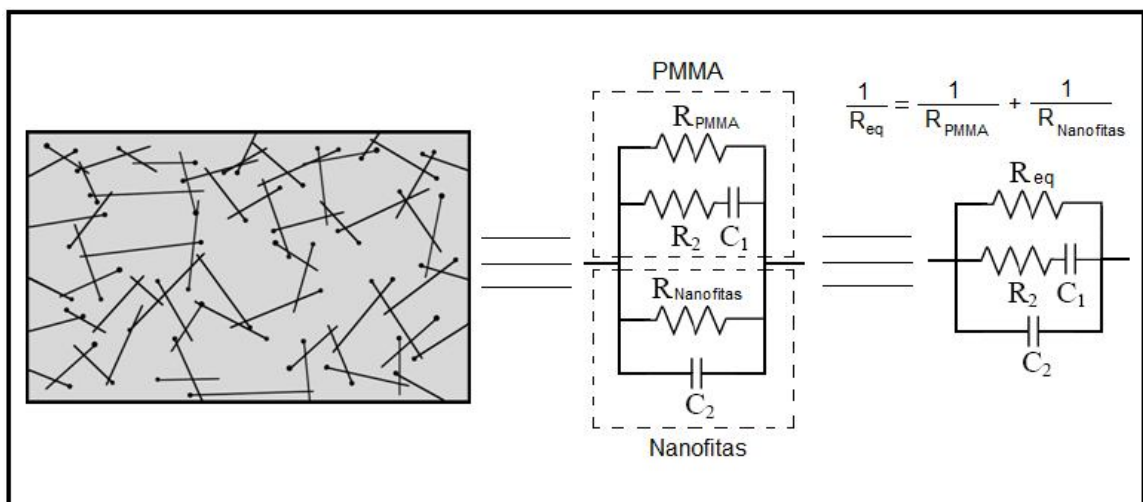 PMMA
R_PMMA
R_2 C_1
R_Nanofitas
C_2
Nanofitas
1/R_eq = 1/R_PMMA + 1/R_Nanofitas
R_eq
R_2 C_1
C_2